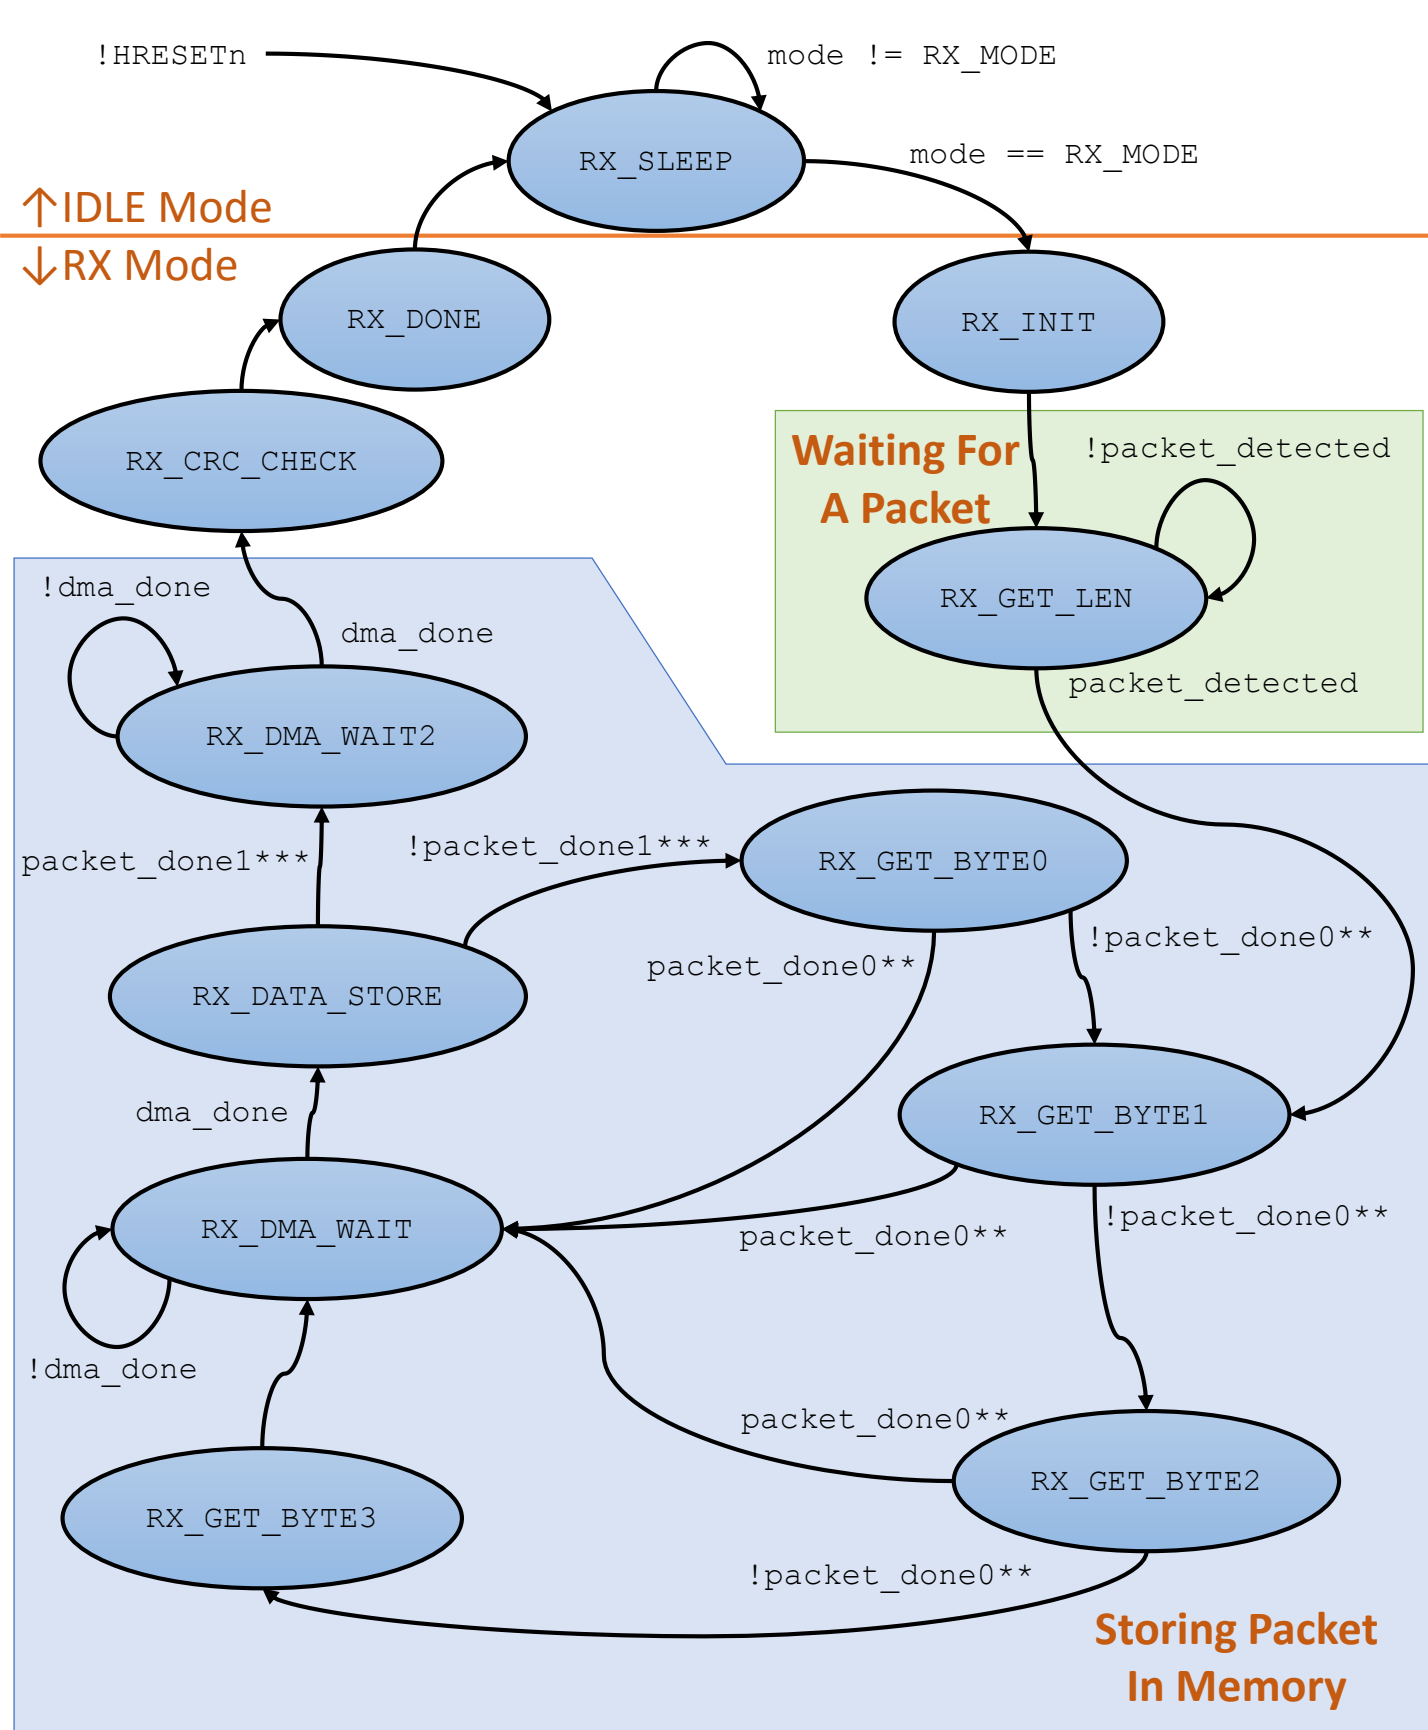 !HRESETn
mode != RX_MODE
RX_SLEEP
mode == RX_MODE
↑IDLE Mode
↓RX Mode
RX_DONE
RX_INIT
RX_CRC_CHECK
Waiting For
A Packet
!packet_detected
RX_GET_LEN
packet_detected
!dma_done
dma_done
RX_DMA_WAIT2
packet_done1***
!packet_done1***
RX_GET_BYTE0
packet_done0**
!packet_done0**
RX_DATA_STORE
dma_done
RX_GET_BYTE1
RX_DMA_WAIT
packet_done0**
!packet_done0**
!dma_done
packet_done0**
RX_GET_BYTE2
RX_GET_BYTE3
!packet_done0**
Storing Packet
In Memory